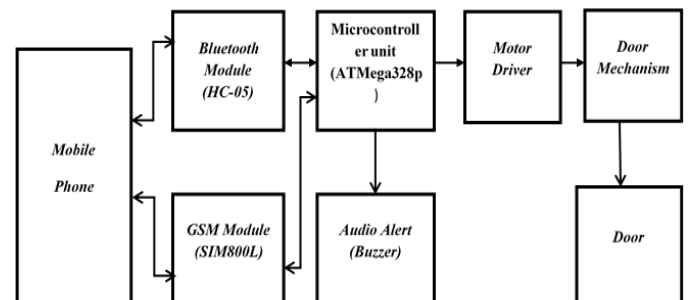 Mobile
Phone
Bluetooth
Module
(HC-05)
GSM Module
(SIM800L)
Microcontroll
er unit
(ATMega328p
)
Audio Alert
(Buzzer)
Motor
Driver
Door
Mechanism
Door